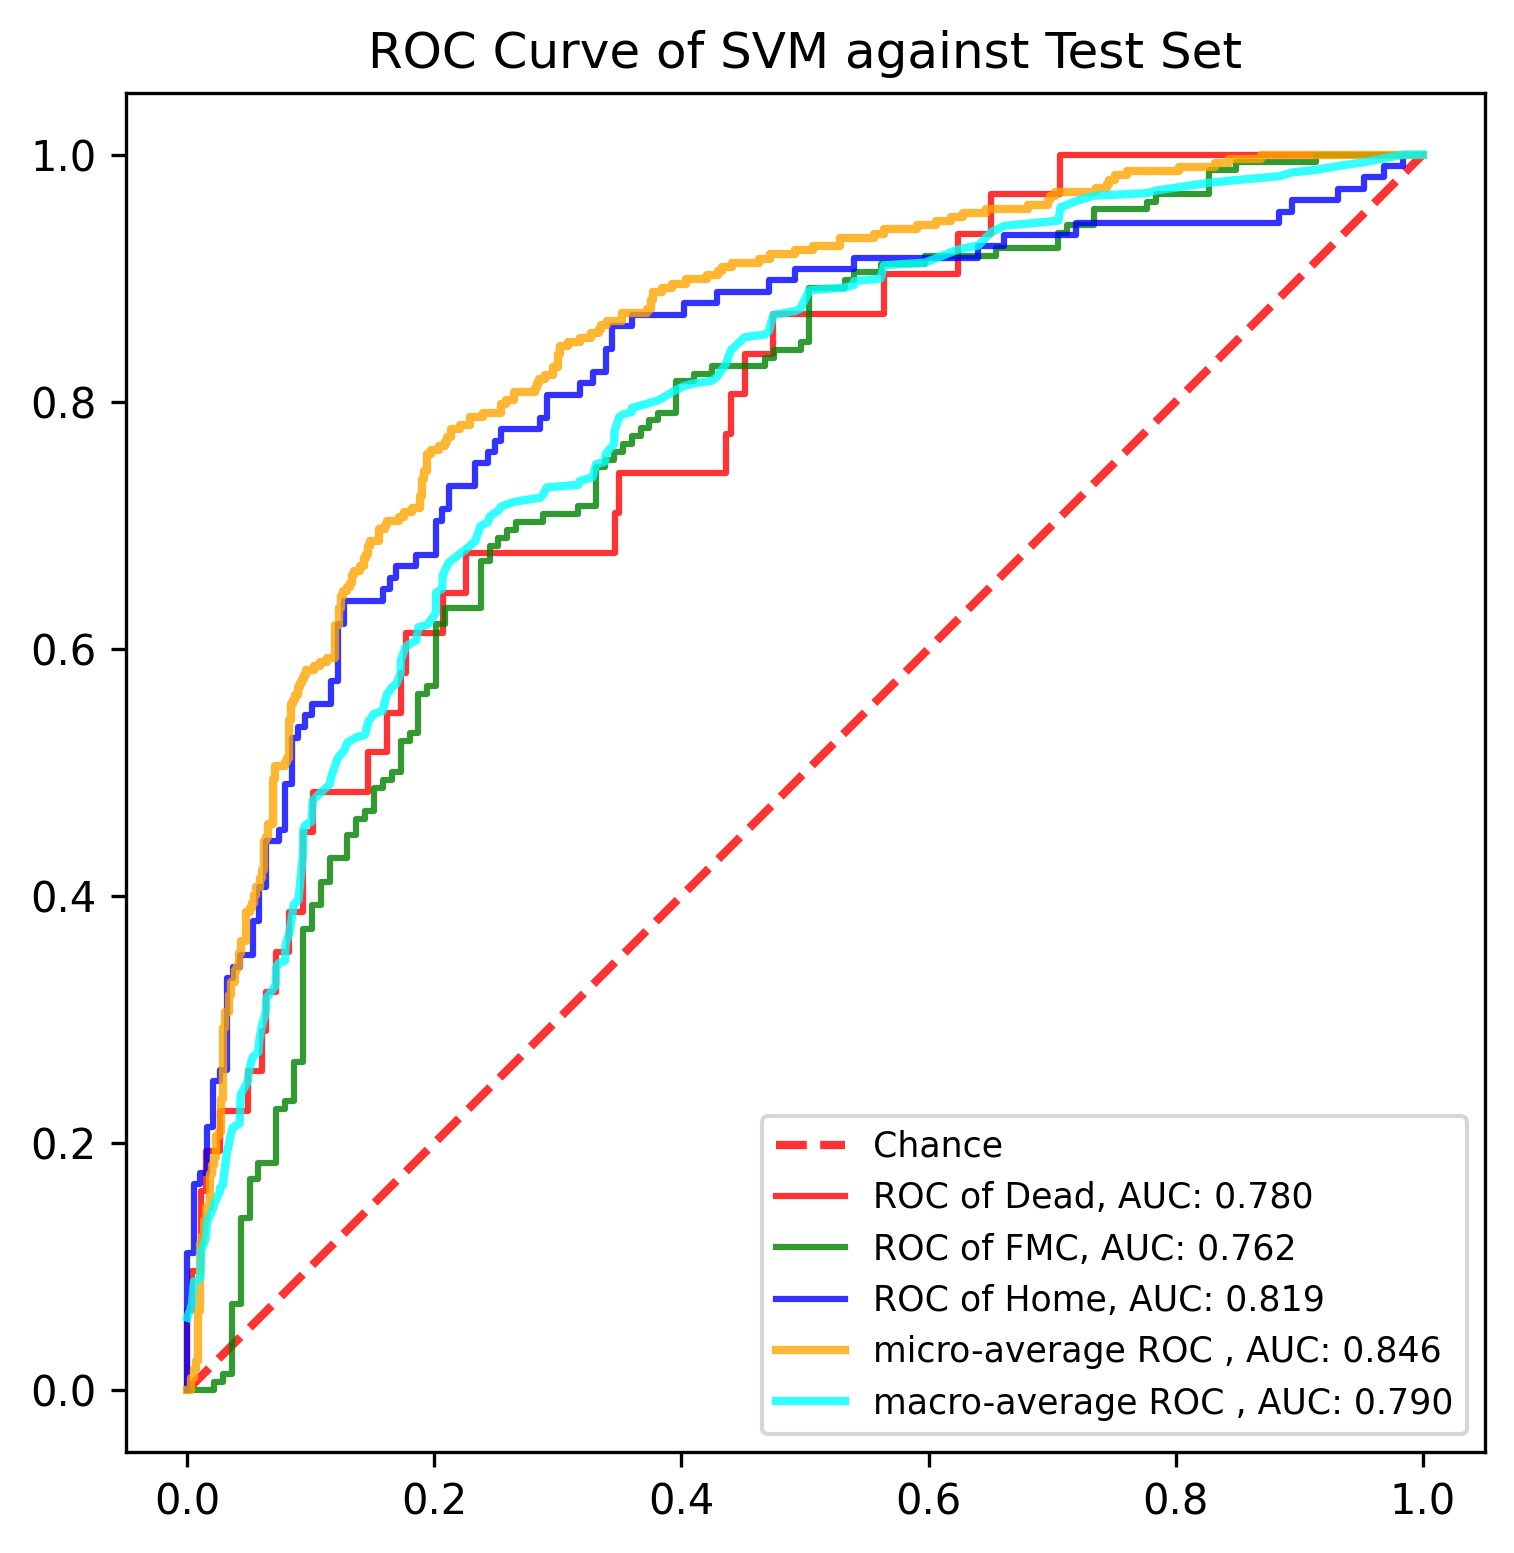 ROC Curve of SVM against Test Set
1.0
0.8
0.6
0.4
0.2
0.0
Chance
ROC of Dead, AUC: 0.780
ROC of FMC, AUC: 0.762
ROC of Home, AUC: 0.819
micro-average ROC , AUC: 0.846
macro-average ROC , AUC: 0.790
0.0 0.2 0.4 0.6 0.8 1.0